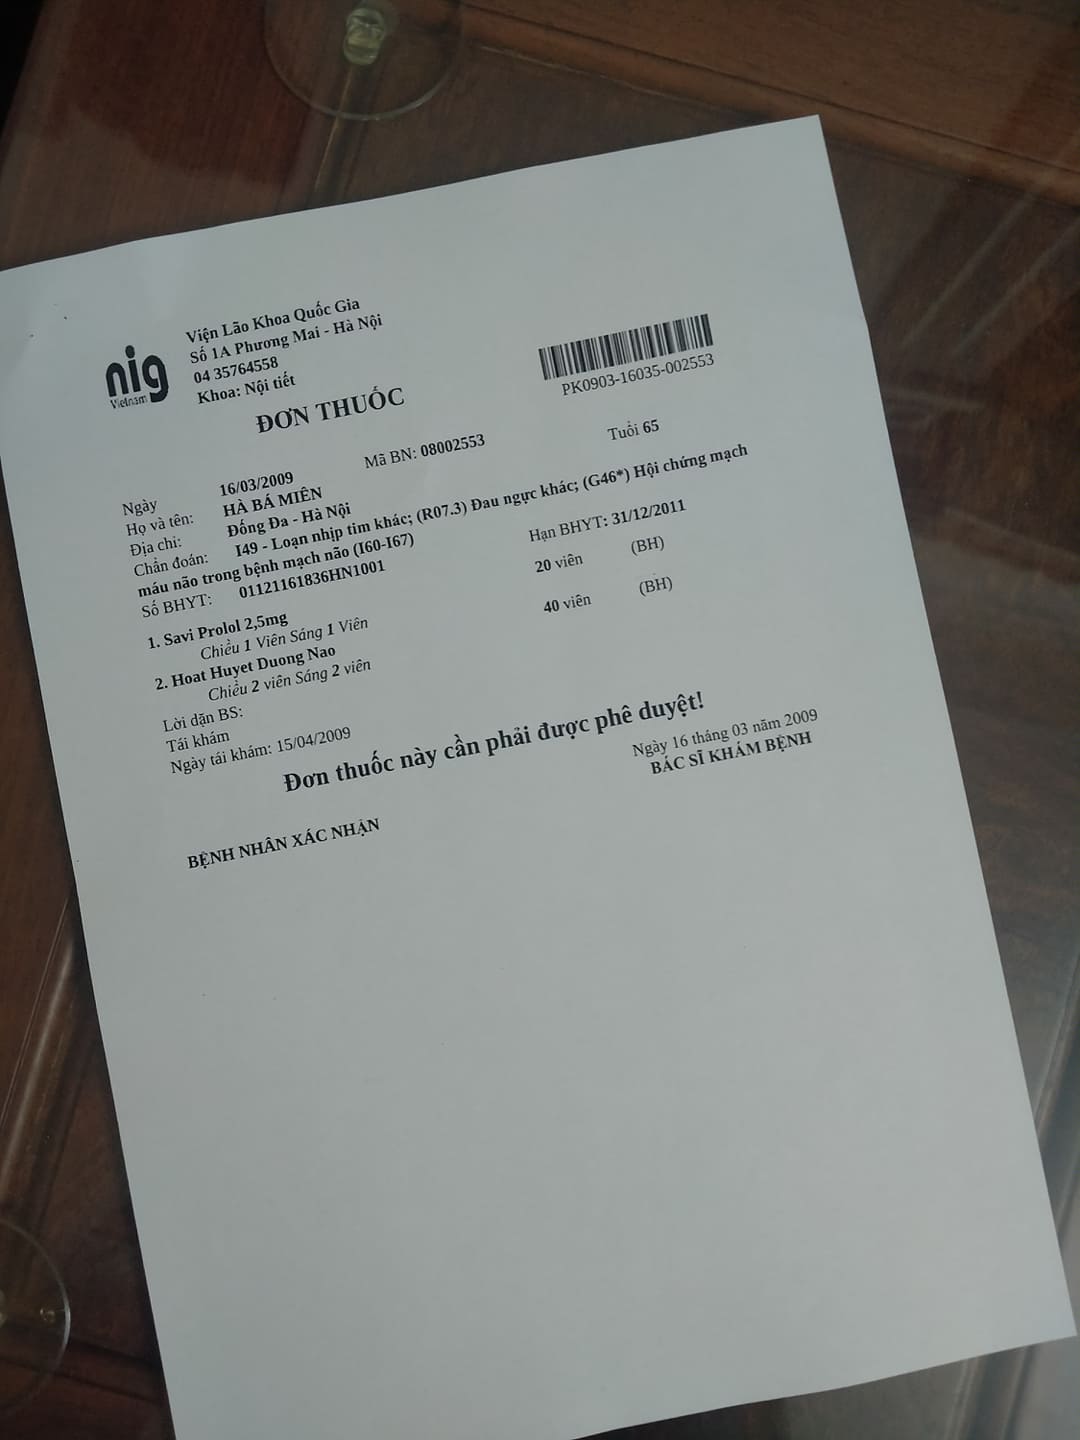 nig
Vietnam
Viện Lão Khoa Quốc Gia
Số 1A Phương Mai - Hà Nội
04 35764558
Khoa: Nội tiết
PK0903-16035-002553
ĐƠN THUỐC
Ngày 16/03/2009 Mã BN: 08002553 Tuổi 65
Họ và tên: HÀ BÁ MIÊN
Địa chỉ: Đống Đa - Hà Nội
Chẩn đoán: I49 - Loạn nhịp tim khác; (R07.3) Đau ngực khác; (G46*) Hội chứng mạch
máu não trong bệnh mạch não (I60-I67)
Số BHYT: 01121161836HN1001 Hạn BHYT: 31/12/2011
1. Savi Prolol 2,5mg 20 viên (BH)
Chiều 1 Viên Sáng 1 Viên
2. Hoat Huyet Duong Nao 40 viên (BH)
Chiều 2 viên Sáng 2 viên
Lời dặn BS:
Tái khám
Ngày tái khám: 15/04/2009
Đơn thuốc này cần phải được phê duyệt!
Ngày 16 tháng 03 năm 2009
BÁC SĨ KHÁM BỆNH
BỆNH NHÂN XÁC NHẬN